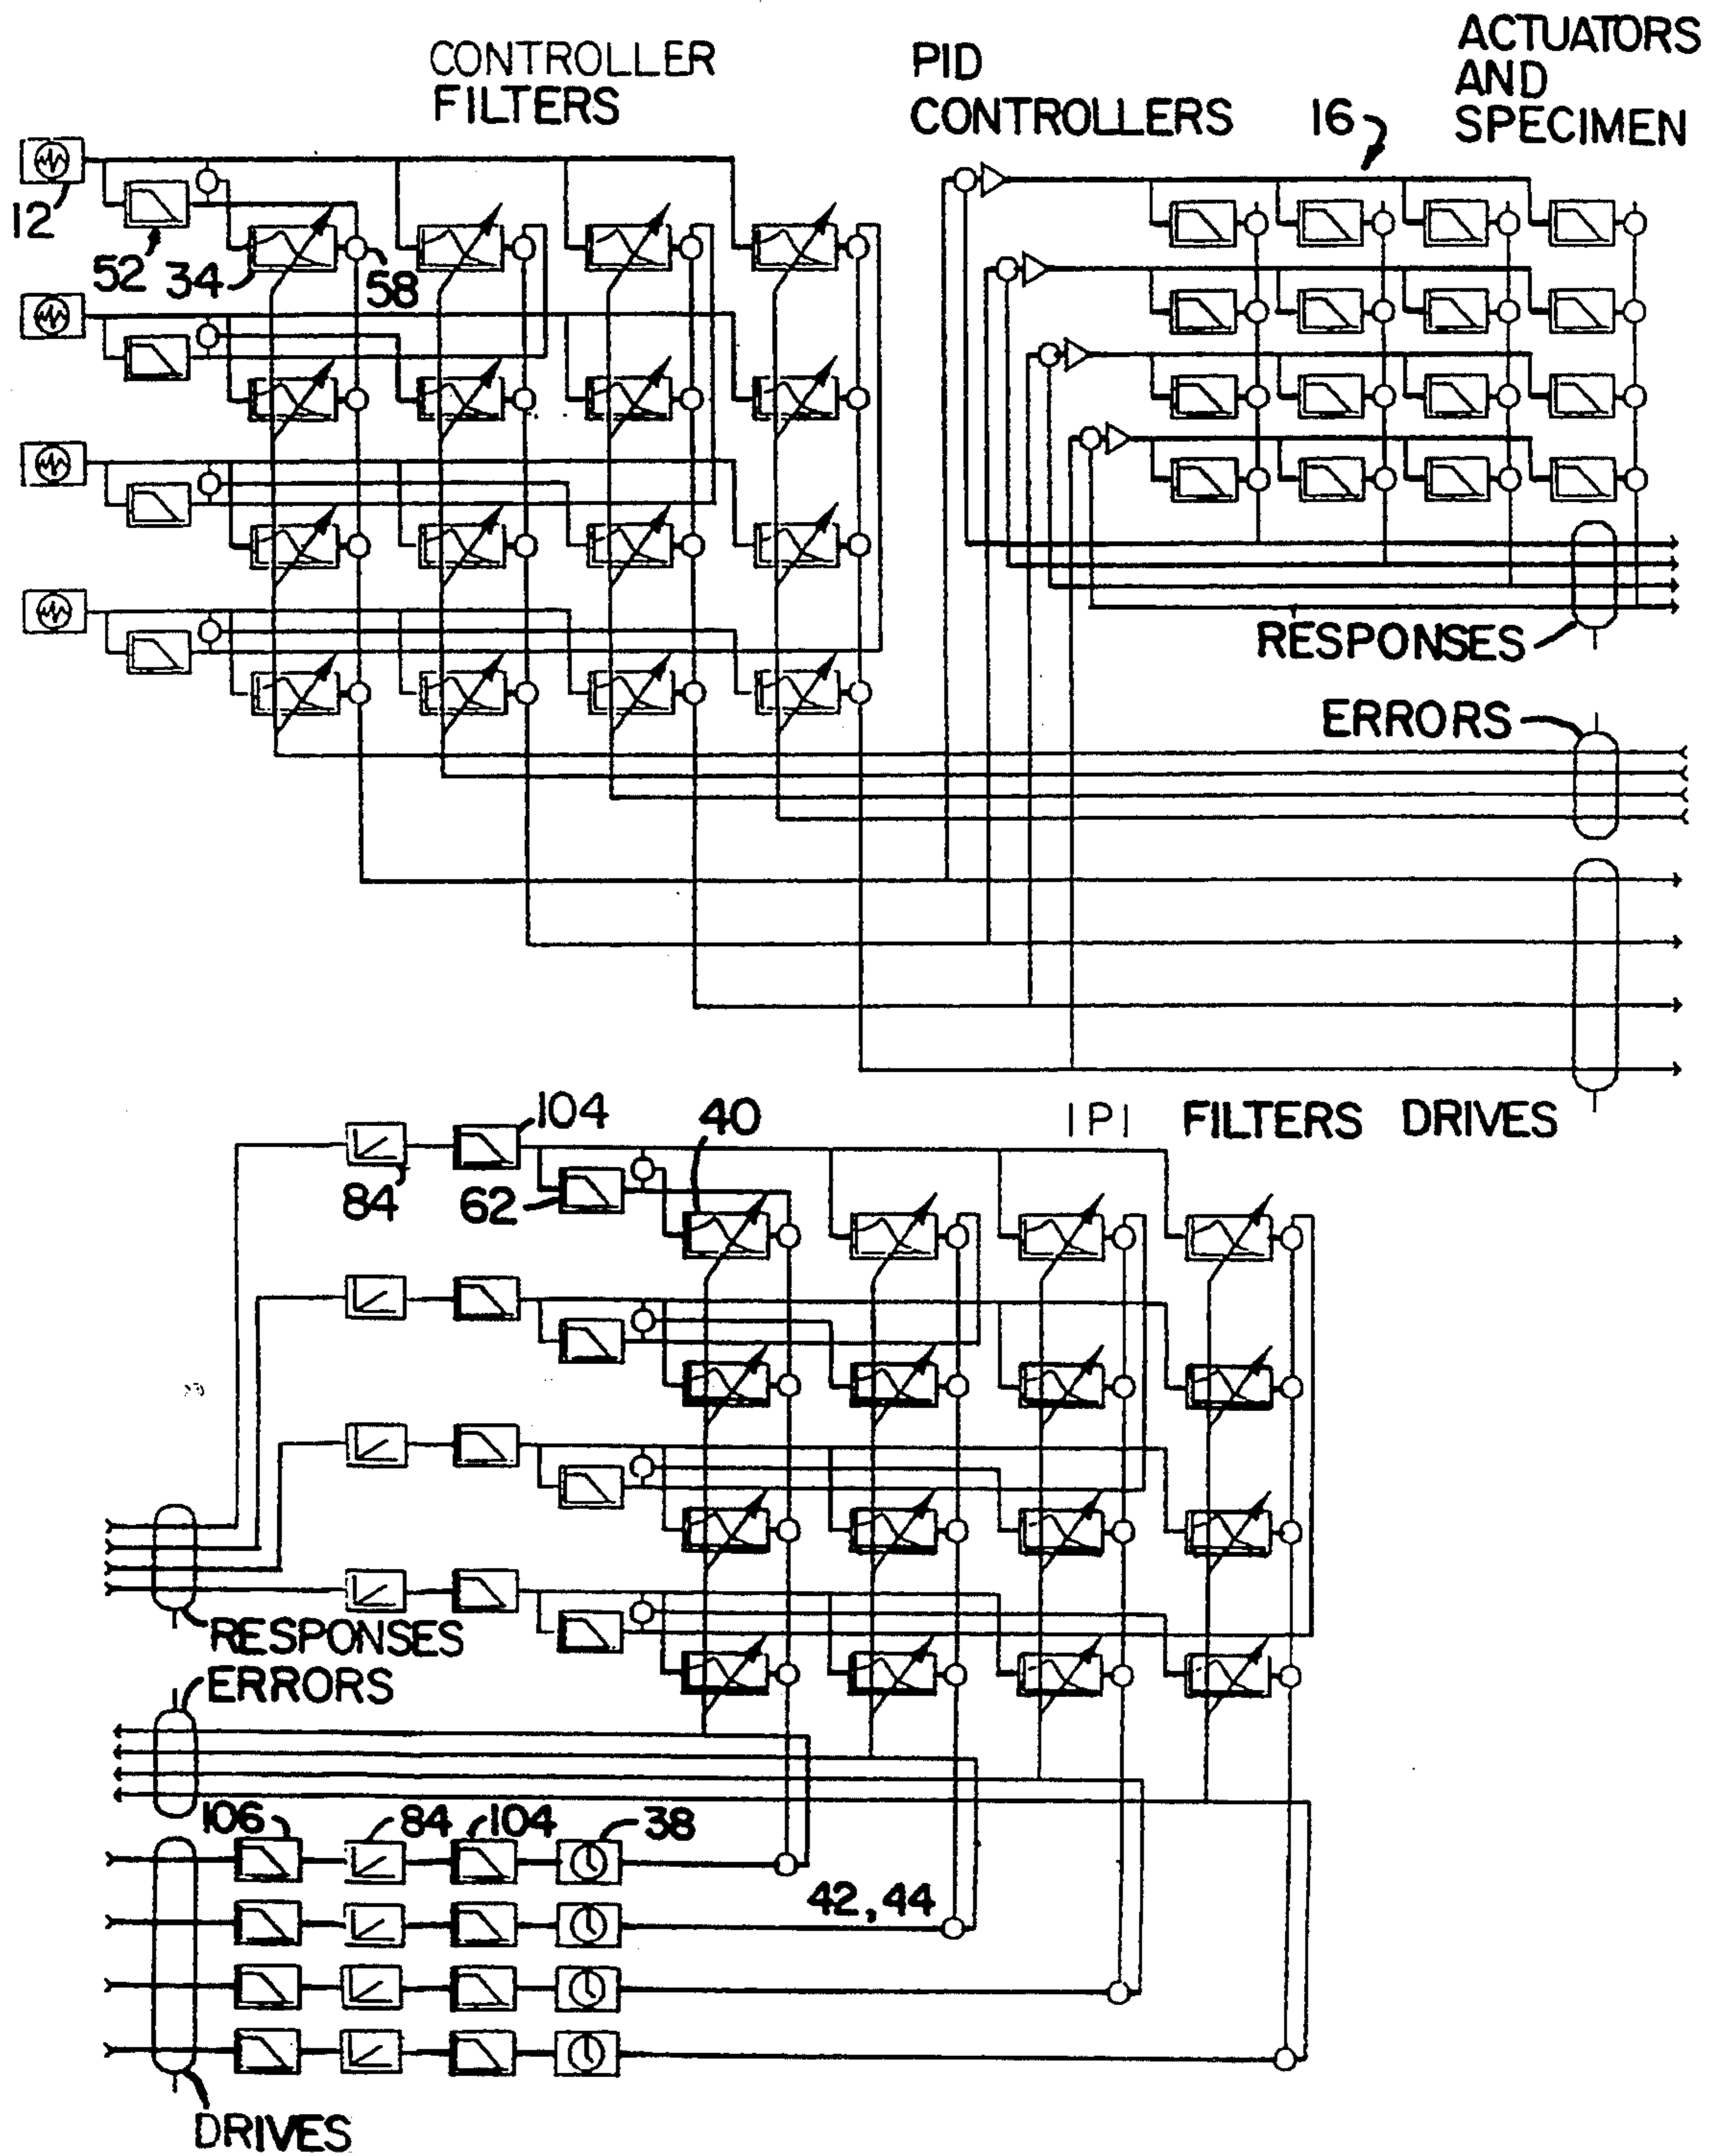 CONTROLLER
FILTERS
PID
CONTROLLERS
16
ACTUATORS
AND
SPECIMEN
12
52
34
58
RESPONSES
ERRORS
104
40
IPI FILTERS DRIVES
84
62
RESPONSES
ERRORS
106
84
104
38
42, 44
DRIVES